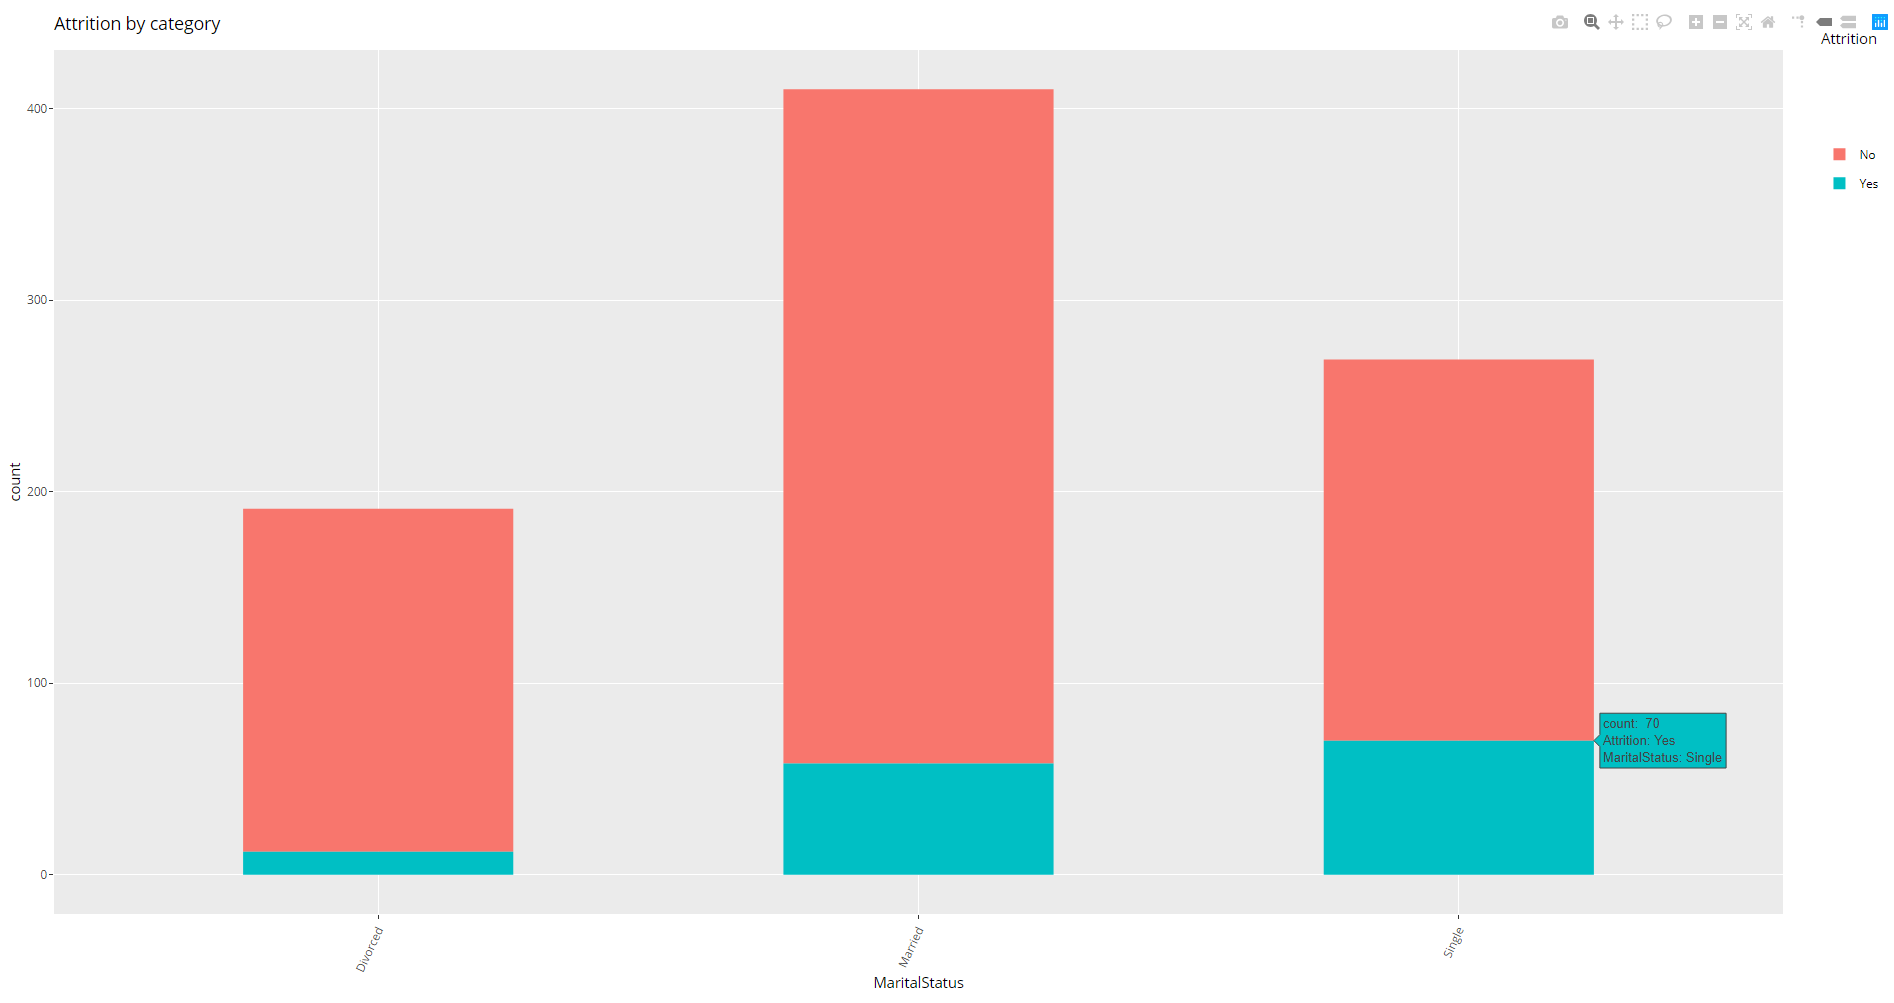 Attrition by category
Attrition
No
Yes
count
400
300
200
100
0
count: 70
Attrition: Yes
MaritalStatus: Single
Divorced
Married
Single
MaritalStatus